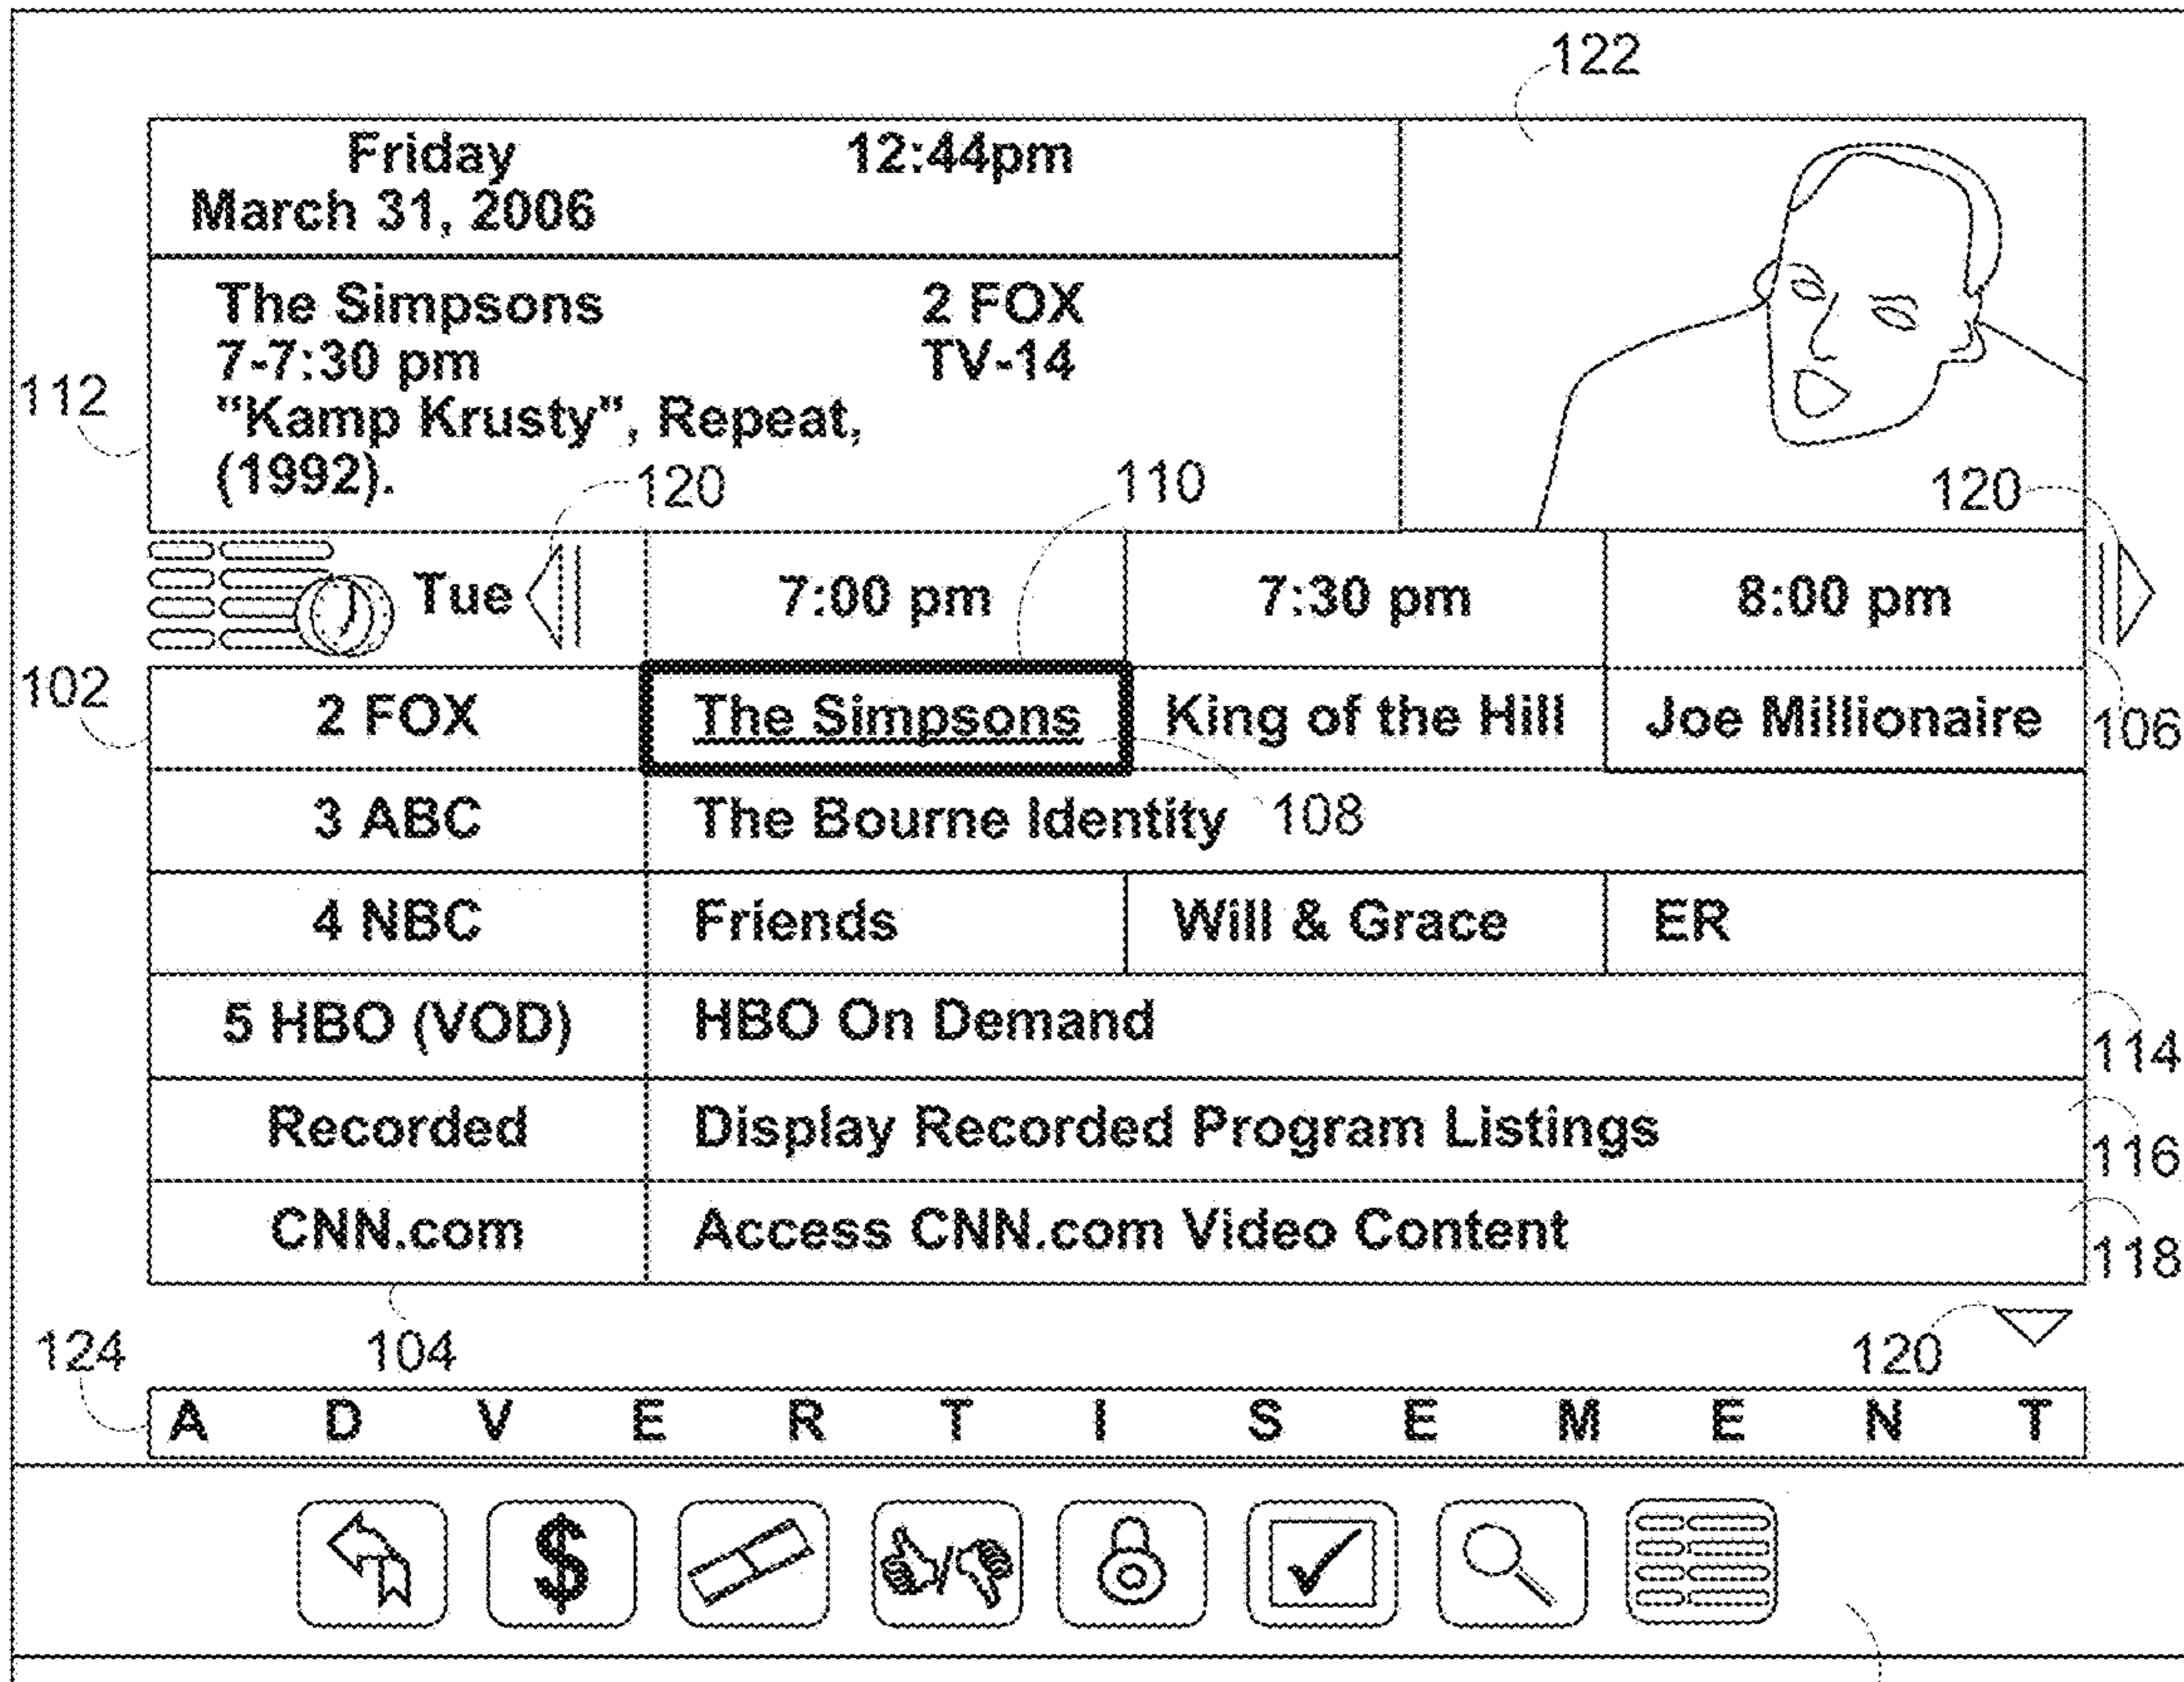 122
Friday 12:44pm
March 31, 2006
The Simpsons 2 FOX
7-7:30 pm TV-14
112
"Kamp Krusty", Repeat,
(1992).
120 110 120
Tue 7:00 pm 7:30 pm 8:00 pm
102
2 FOX The Simpsons King of the Hill Joe Millionaire 106
3 ABC The Bourne Identity 108
4 NBC Friends Will & Grace ER
5 HBO (VOD) HBO On Demand 114
Recorded Display Recorded Program Listings 116
CNN.com Access CNN.com Video Content 118
124 104 120
A D V E R T I S E M E N T
$